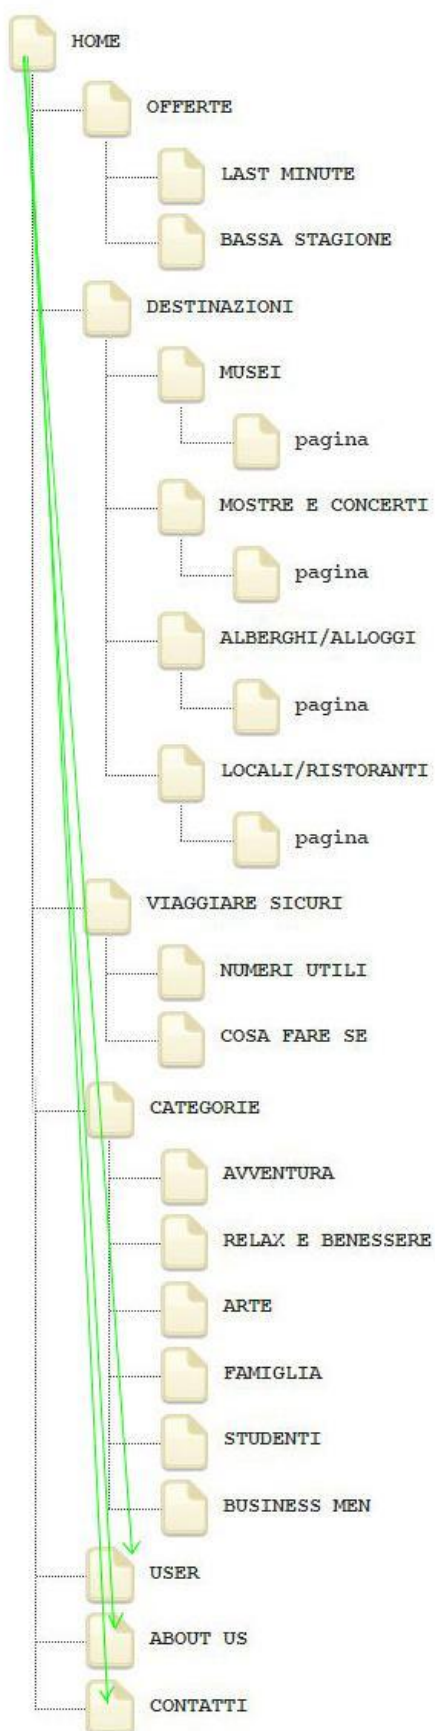 HOME
OFFERTE
LAST MINUTE
BASSA STAGIONE
DESTINAZIONI
MUSEI
pagina
MOSTRE E CONCERTI
pagina
ALBERGHI/ALLOGGI
pagina
LOCALI/RISTORANTI
pagina
VIAGGIARE SICURI
NUMERI UTILI
COSA FARE SE
CATEGORIE
AVVENTURA
RELAX E BENESSERE
ARTE
FAMIGLIA
STUDENTI
BUSINESS MEN
USER
ABOUT US
CONTATTI